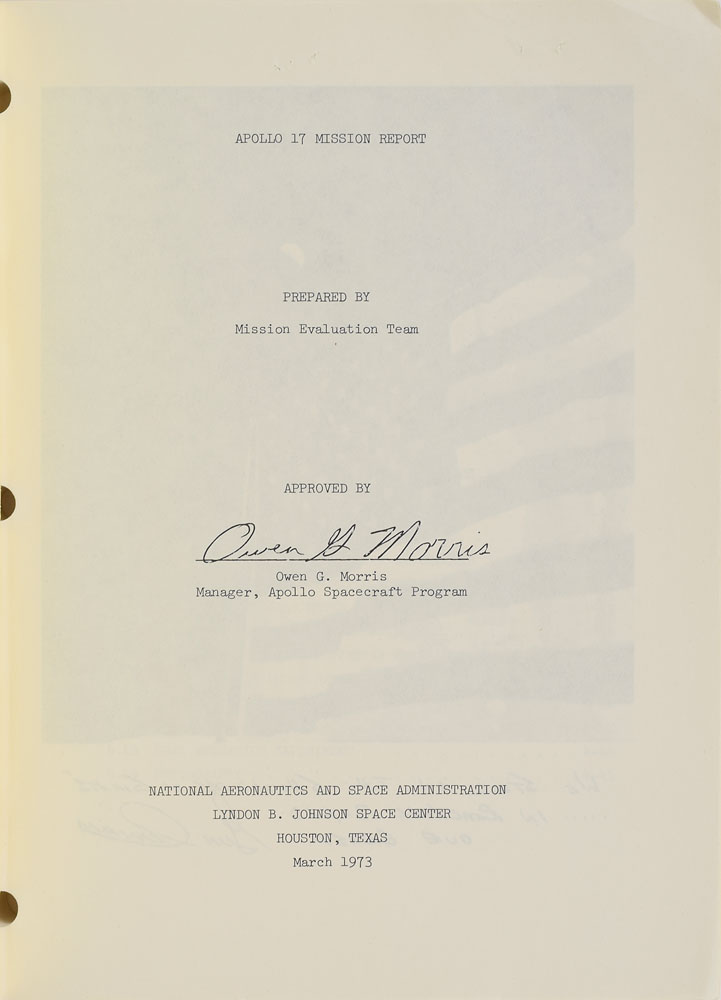 APOLLO 17 MISSION REPORT
PREPARED BY
Mission Evaluation Team
APPROVED BY
Owen G Morris
Owen G. Morris
Manager, Apollo Spacecraft Program
NATIONAL AERONAUTICS AND SPACE ADMINISTRATION
LYNDON B. JOHNSON SPACE CENTER
HOUSTON, TEXAS
March 1973